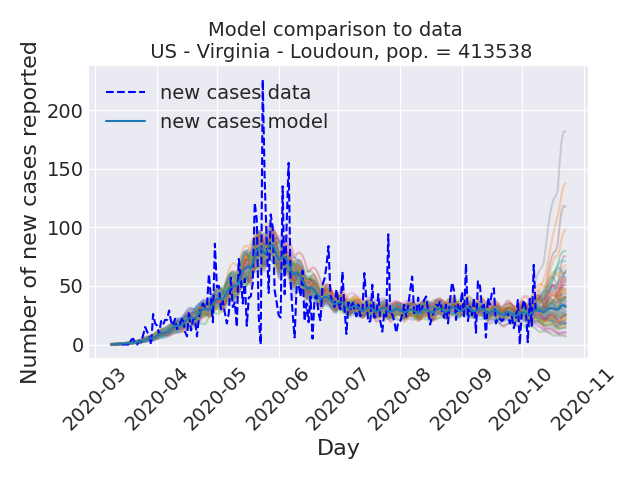 Model comparison to data
US - Virginia - Loudoun, pop. = 413538
Number of new cases reported
200
150
100
50
0
new cases data
new cases model
2020-03
2020-04
2020-05
2020-06
2020-07
2020-08
2020-09
2020-10
2020-11
Day